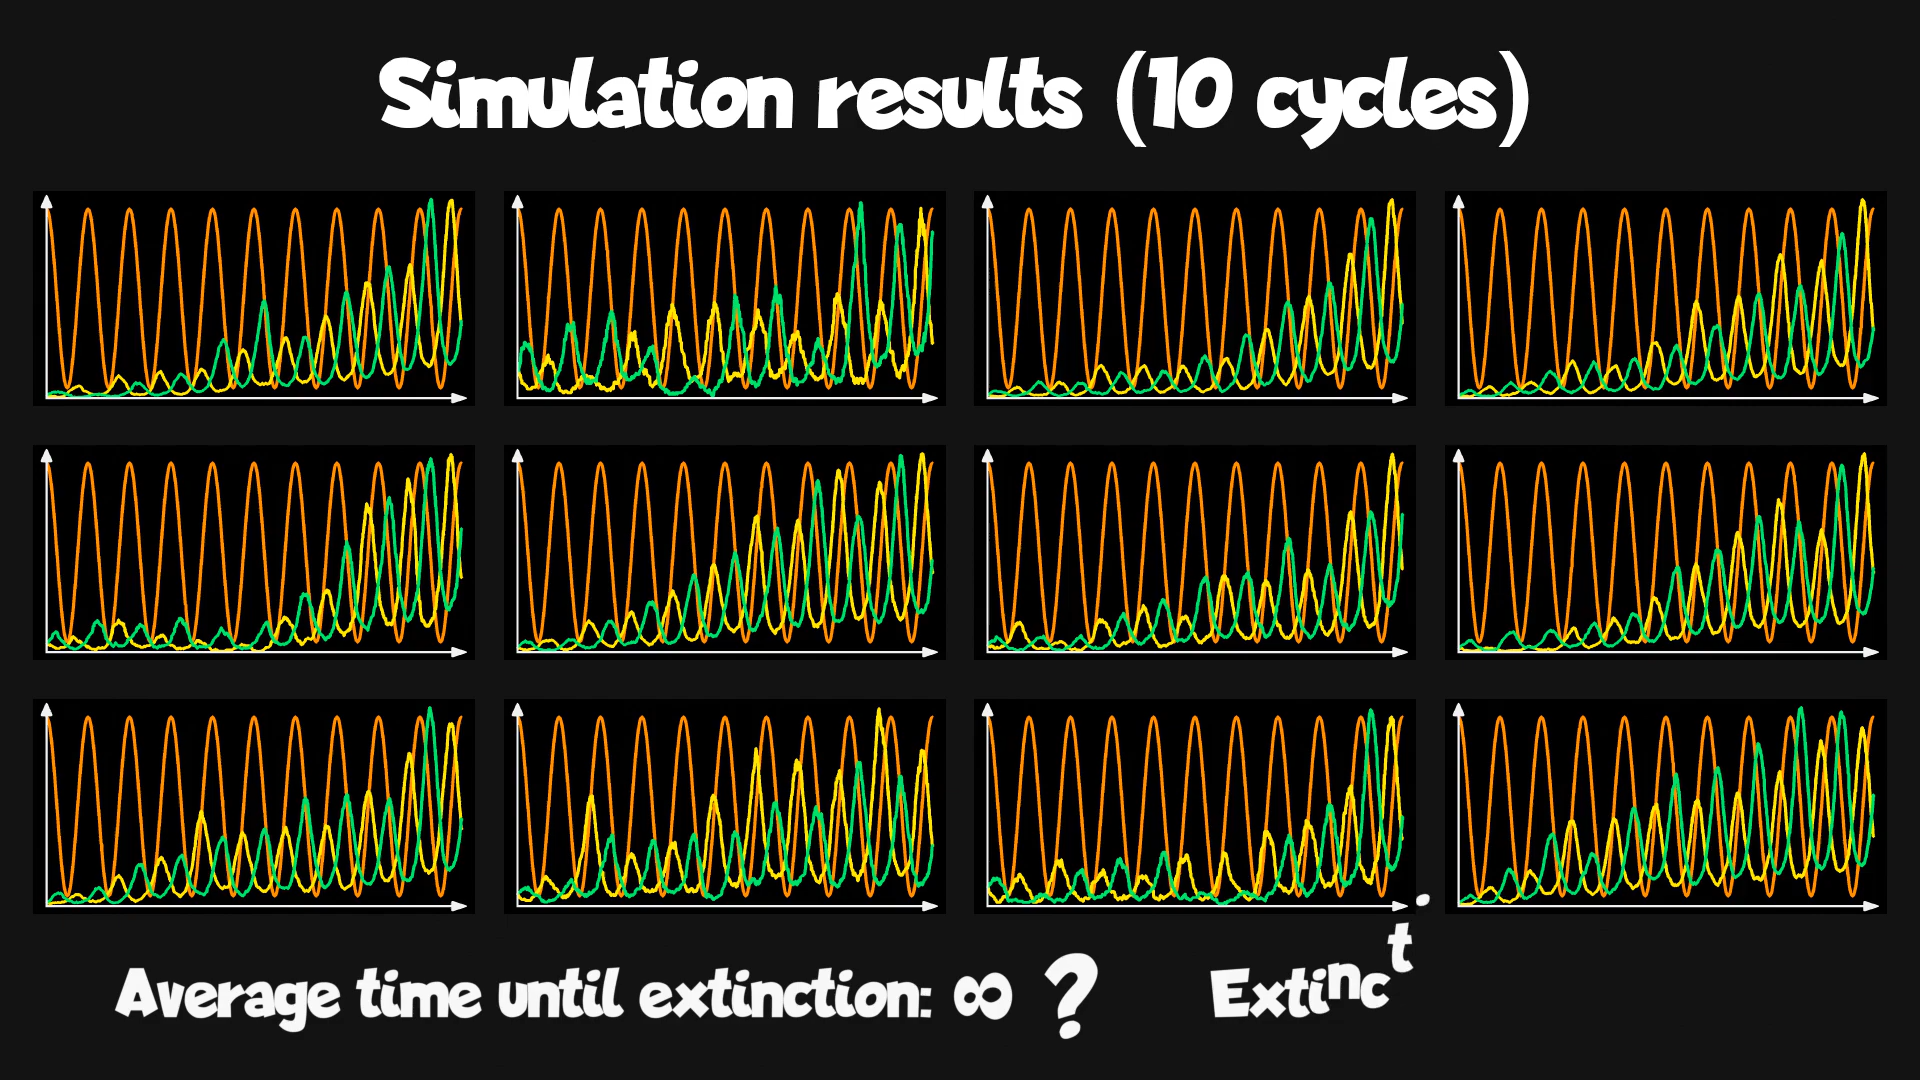 Simulation results (10 cycles)
Average time until extinction: ∞ ?
Extinct